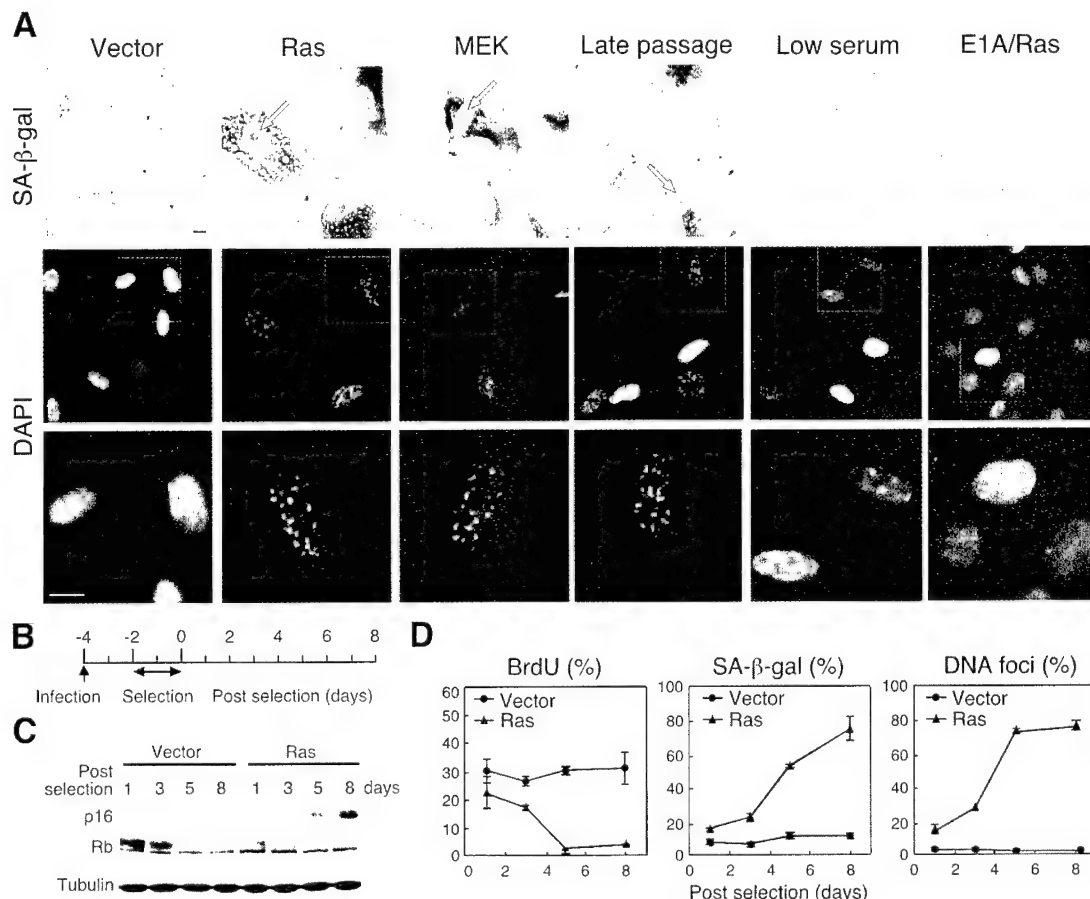 A
Vector Ras MEK Late passage Low serum E1A/Ras
SA-β-gal
DAPI
B
-4 -2 0 2 4 6 8
Infection Selection Post selection (days)
C
Vector Ras
Post selection 1 3 5 8 1 3 5 8 days
p16
Rb
Tubulin
D
BrdU (%) SA-β-gal (%) DNA foci (%)
Vector
Ras
60
50
40
30
20
10
0
0 2 4 6 8
Vector
Ras
100
80
60
40
20
0
0 2 4 6 8
Vector
Ras
100
80
60
40
20
0
0 2 4 6 8
Post selection (days)